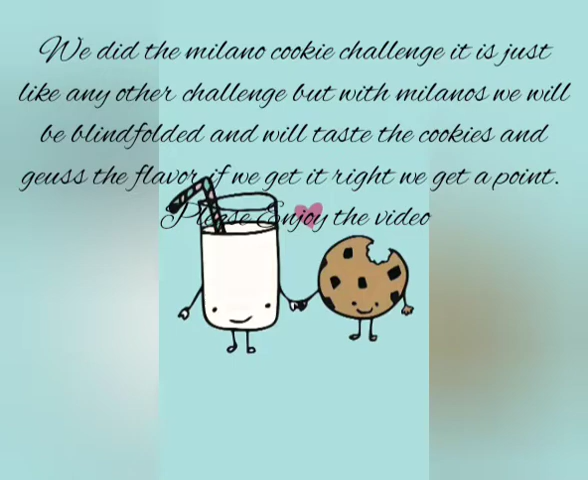 We did the milano cookie challenge it is just
like any other challenge but with milanos we will
be blindfolded and will taste the cookies and
geuss the flavor if we get it right we get a point.
Please Enjoy the video